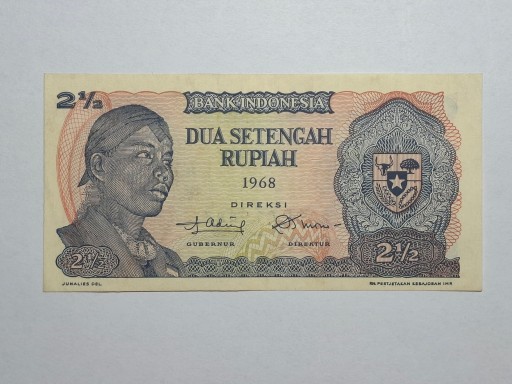 2½
BANK INDONESIA
DUA SETENGAH
RUPIAH
1968
DIREKSI
GUBERNUR DIREKTUR
2½ 2½
JUNALIES DEL.
PERTJETAKAN KEBAJORAN IMP.